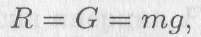 R = G = mg,